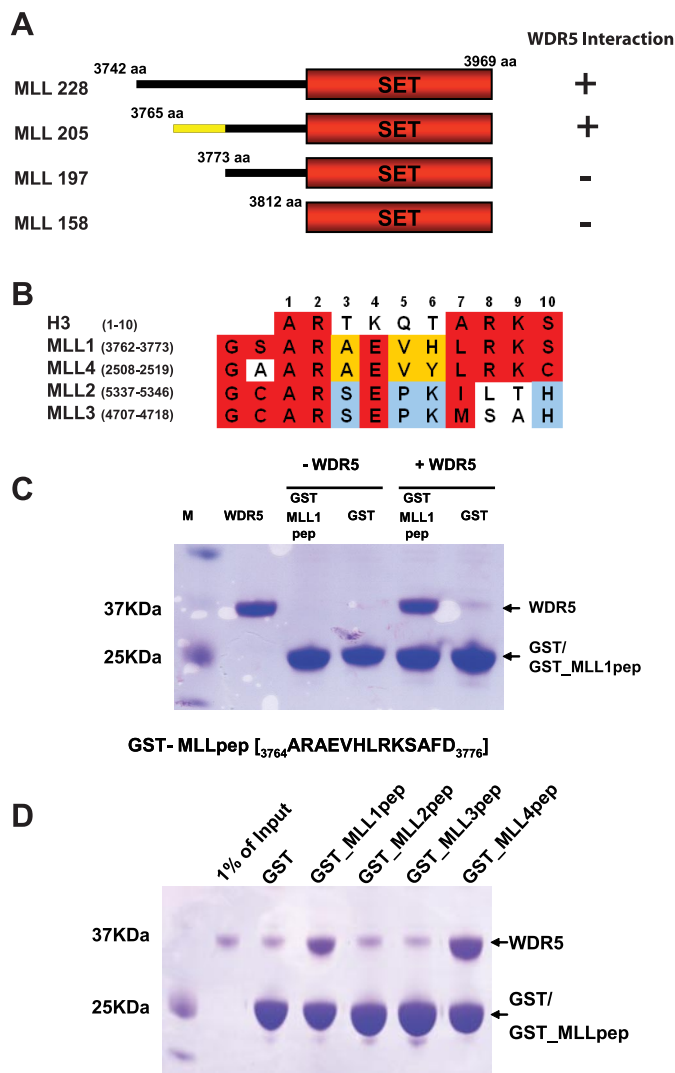 A
WDR5 Interaction
3742 aa
3969 aa
MLL 228
SET
+
3765 aa
MLL 205
SET
+
3773 aa
MLL 197
SET
-
3812 aa
MLL 158
SET
-
B
1 2 3 4 5 6 7 8 9 10
H3 (1-10) A R T K Q T A R K S
MLL1 (3762-3773) G S A R A E V H L R K S
MLL4 (2508-2519) G A A R A E V Y L R K C
MLL2 (5337-5346) G C A R S E P K I L T H
MLL3 (4707-4718) G C A R S E P K M S A H
C
- WDR5 + WDR5
M WDR5 GST MLL1 pep GST GST MLL1 pep GST
37KDa
WDR5
25KDa
GST/
GST_MLL1pep
GST- MLLpep [3764ARAEVHLRKSAFD3776]
D
1% of Input
GST
GST_MLL1pep
GST_MLL2pep
GST_MLL3pep
GST_MLL4pep
37KDa
WDR5
25KDa
GST/
GST_MLLpep